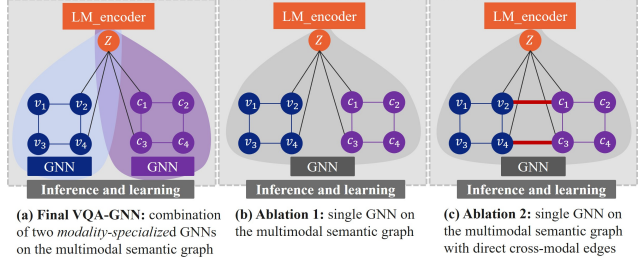 LM_encoder
Z
v1 v2 c1 c2
v3 v4 c3 c4
GNN GNN
Inference and learning
(a) Final VQA-GNN: combination
of two modality-specialized GNNs
on the multimodal semantic graph
LM_encoder
Z
v1 v2 c1 c2
v3 v4 c3 c4
GNN
Inference and learning
(b) Ablation 1: single GNN on
the multimodal semantic graph
LM_encoder
Z
v1 v2 c1 c2
v3 v4 c3 c4
GNN
Inference and learning
(c) Ablation 2: single GNN on
the multimodal semantic graph
with direct cross-modal edges